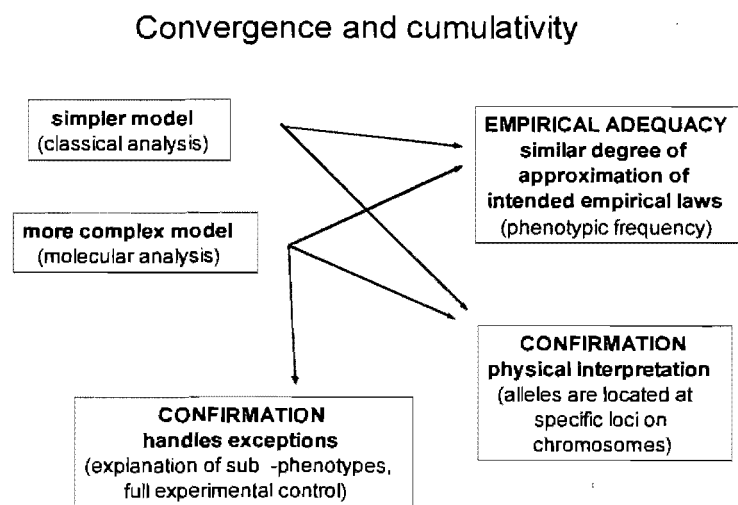 Convergence and cumulativity
simpler model
(classical analysis)
EMPIRICAL ADEQUACY
similar degree of
approximation of
intended empirical laws
(phenotypic frequency)
more complex model
(molecular analysis)
CONFIRMATION
physical interpretation
(alleles are located at
specific loci on
chromosomes)
CONFIRMATION
handles exceptions
(explanation of sub -phenotypes,
full experimental control)